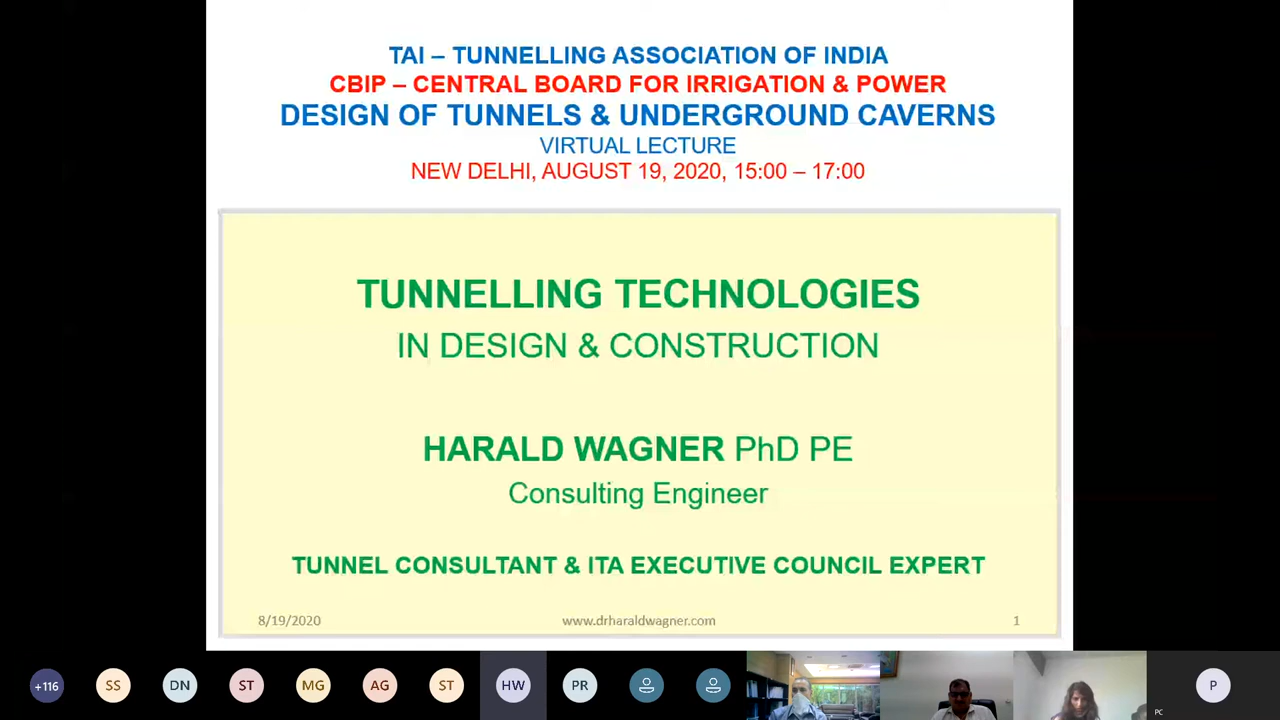 TAI – TUNNELLING ASSOCIATION OF INDIA
CBIP – CENTRAL BOARD FOR IRRIGATION & POWER
DESIGN OF TUNNELS & UNDERGROUND CAVERNS
VIRTUAL LECTURE
NEW DELHI, AUGUST 19, 2020, 15:00 – 17:00
TUNNELLING TECHNOLOGIES
IN DESIGN & CONSTRUCTION
HARALD WAGNER PhD PE
Consulting Engineer
TUNNEL CONSULTANT & ITA EXECUTIVE COUNCIL EXPERT
8/19/2020 www.drharaldwagner.com 1
+116 SS DN ST MG AG ST HW PR P
PC